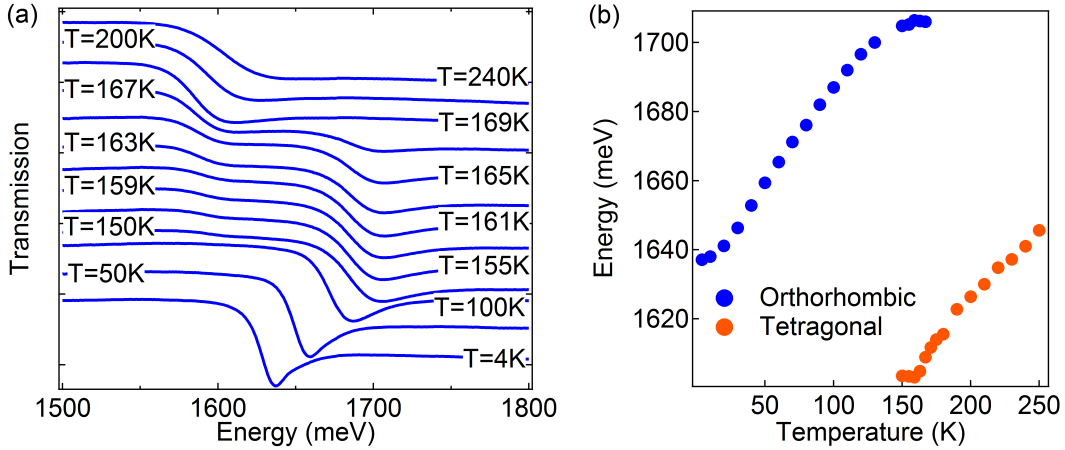 (a)
T=200K
T=240K
T=167K
T=169K
T=163K
T=165K
T=159K
T=161K
T=150K
T=155K
T=50K
T=100K
T=4K
Transmission
1500
1600
1700
1800
Energy (meV)
(b)
1700
1680
1660
1640
1620
Energy (meV)
Orthorhombic
Tetragonal
50
100
150
200
250
Temperature (K)